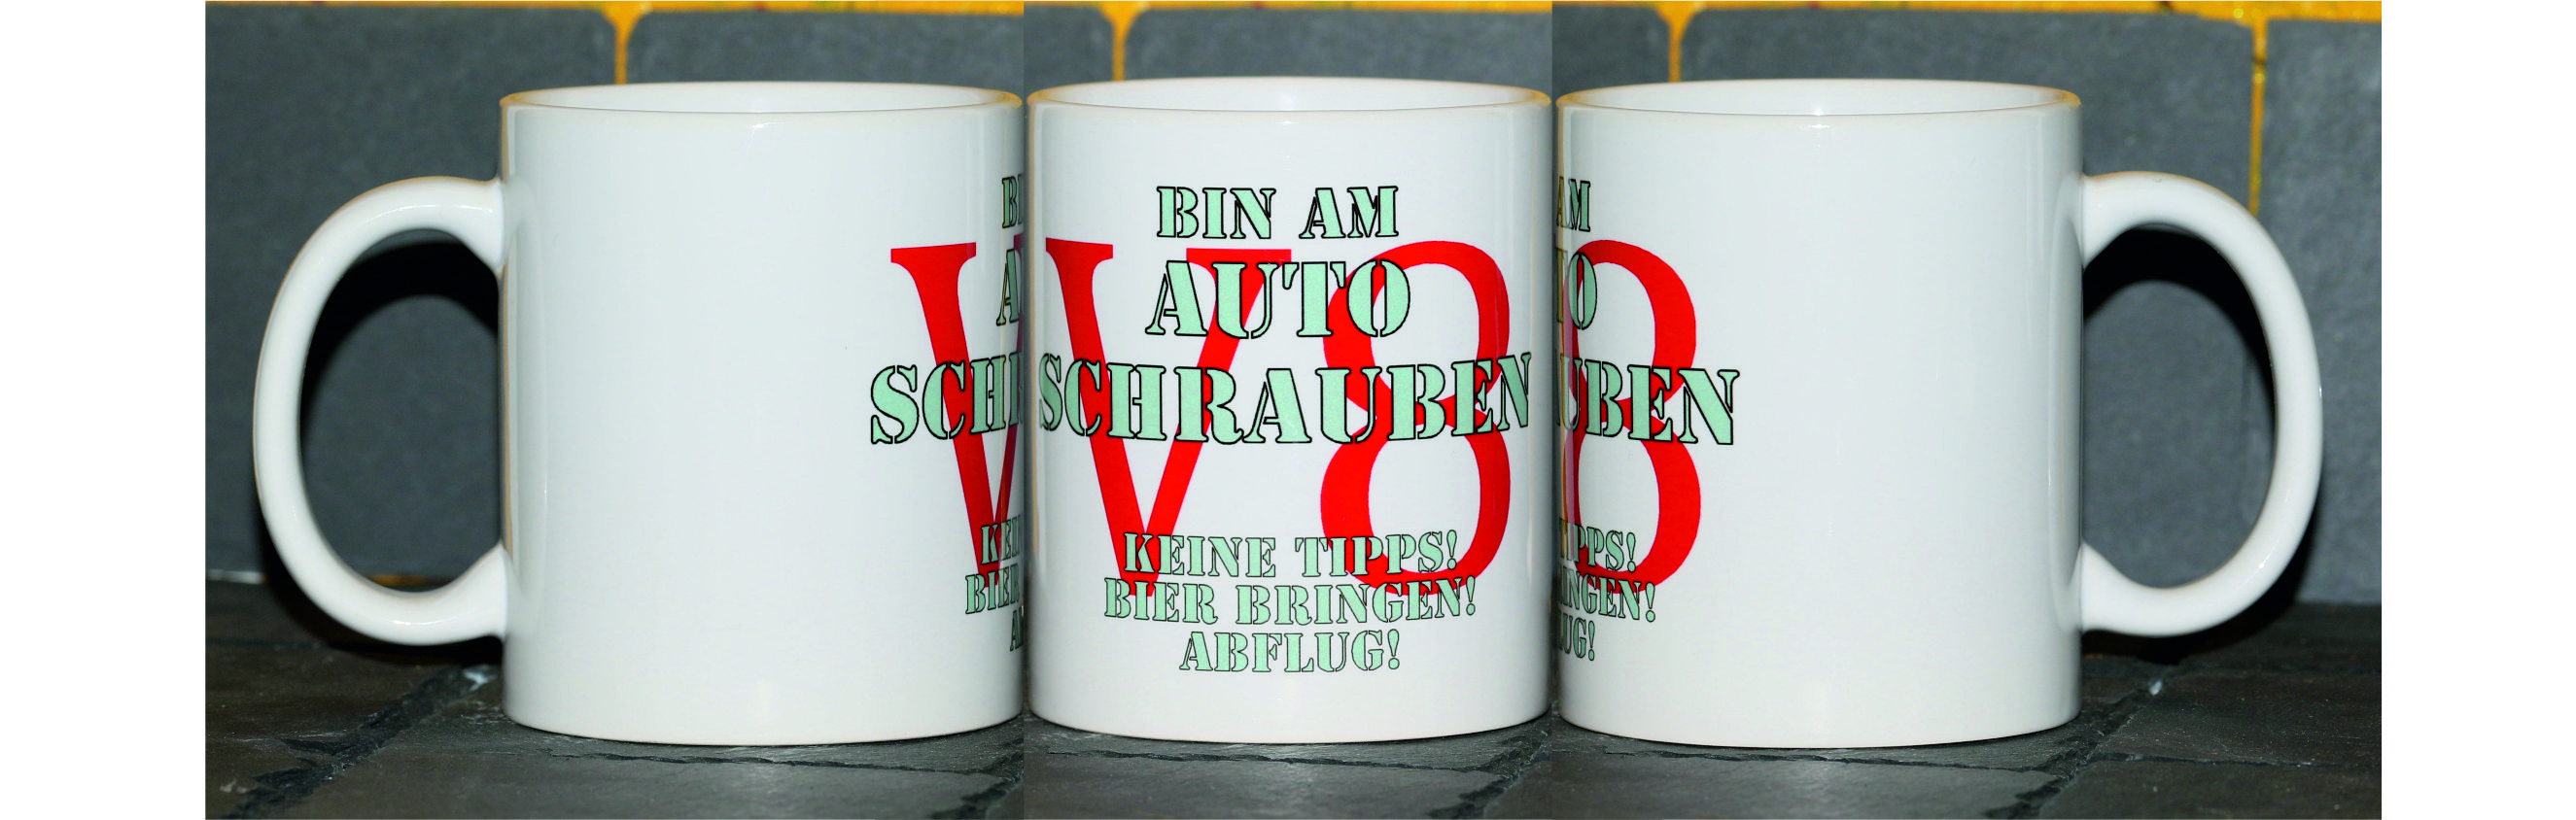 BIN AM
AUTO
SCHRAUBEN
V8
KEINE TIPPS!
BIER BRINGEN!
ABFLUG!